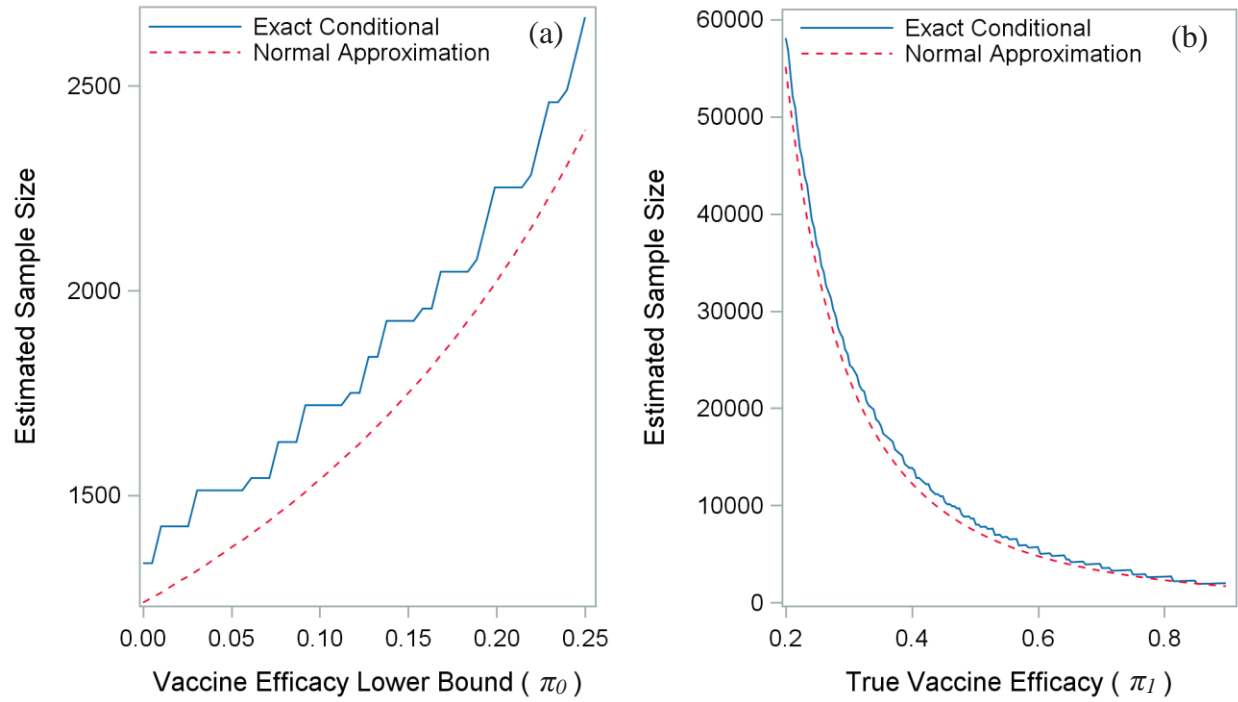 Exact Conditional
Normal Approximation
(a)
2500
2000
1500
Estimated Sample Size
0.00 0.05 0.10 0.15 0.20 0.25
Vaccine Efficacy Lower Bound ( π0 )
Exact Conditional
Normal Approximation
(b)
60000
50000
40000
30000
20000
10000
0
Estimated Sample Size
0.2 0.4 0.6 0.8
True Vaccine Efficacy ( π1 )